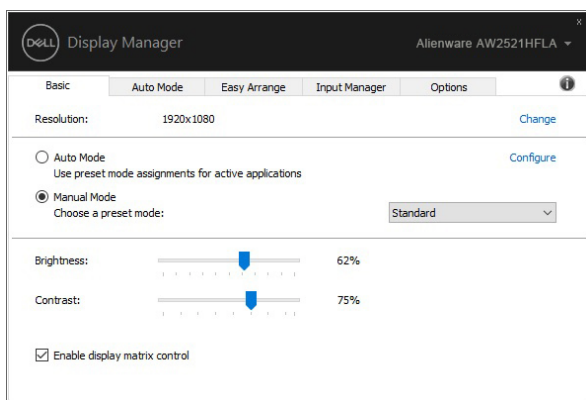 DELL Display Manager
Alienware AW2521HFLA
x
Basic Auto Mode Easy Arrange Input Manager Options i
Resolution: 1920x1080 Change
Auto Mode Configure
Use preset mode assignments for active applications
Manual Mode
Choose a preset mode: Standard
Brightness: 62%
Contrast: 75%
Enable display matrix control